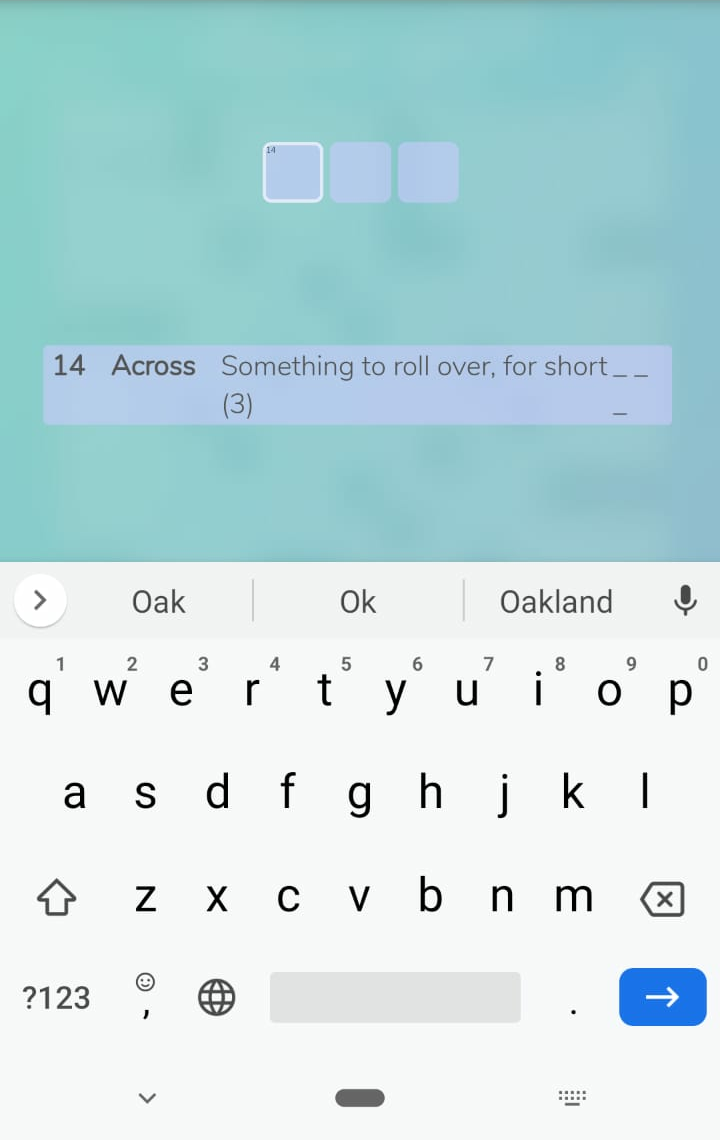 14
14 Across Something to roll over, for short _ _
(3) _
Oak Ok Oakland
1 2 3 4 5 6 7 8 9 0
q w e r t y u i o p
a s d f g h j k l
z x c v b n m
?123 , .